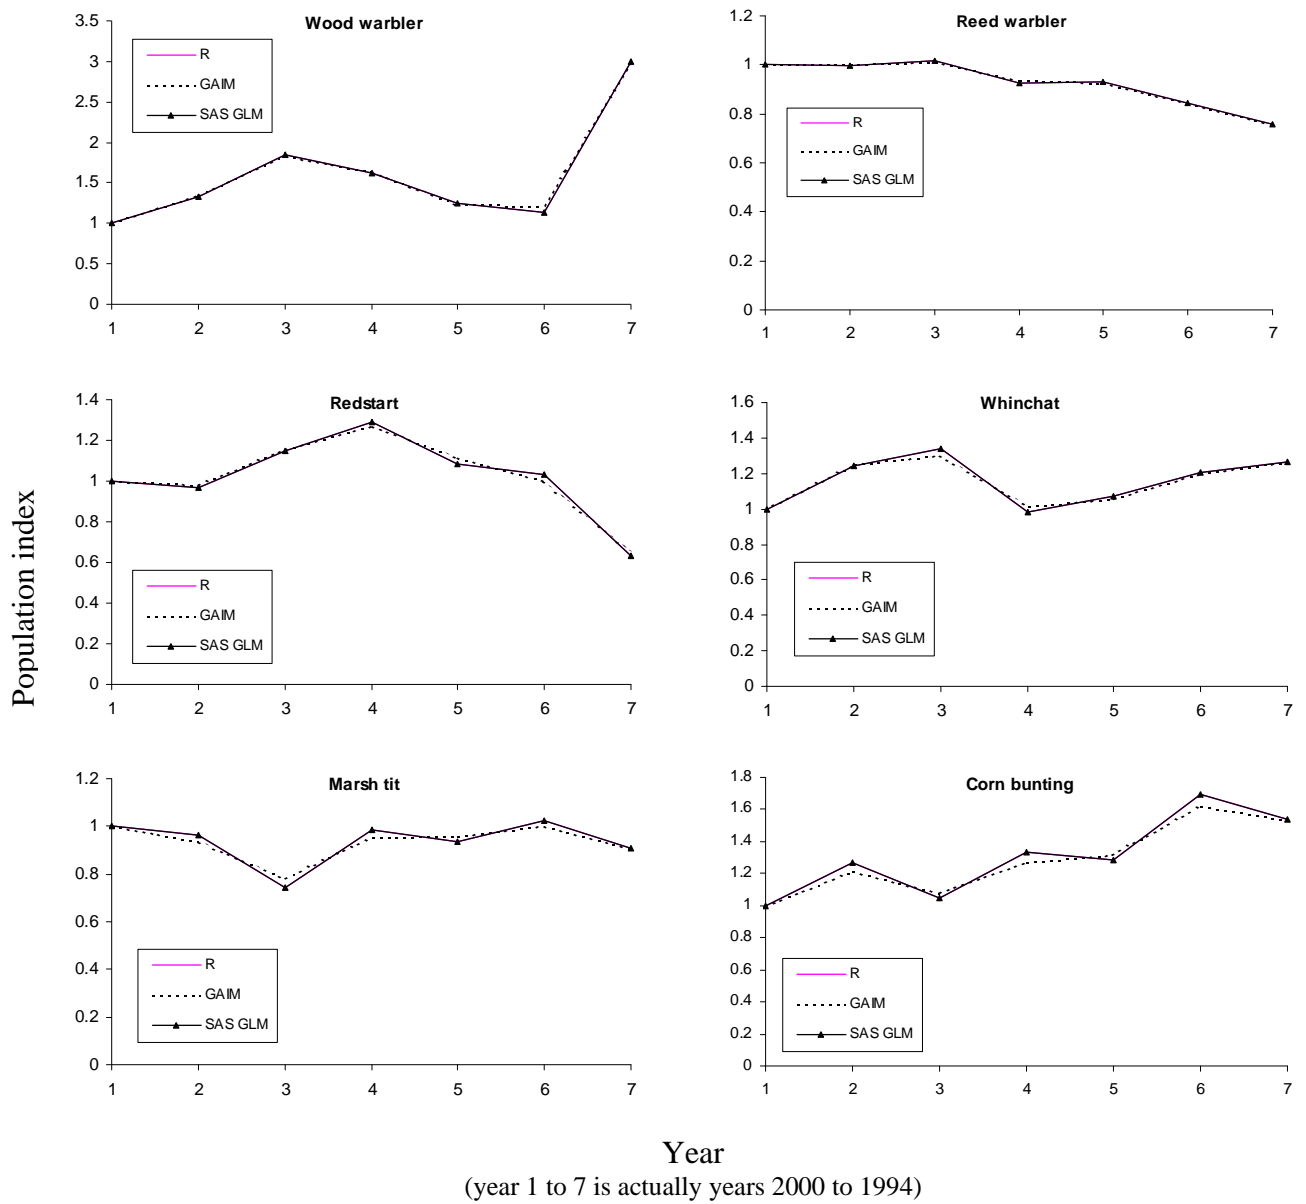 Wood warbler
3.5
3
2.5
2
1.5
1
0.5
0
R
GAIM
SAS GLM
1 2 3 4 5 6 7
Reed warbler
1.2
1
0.8
0.6
0.4
0.2
0
R
GAIM
SAS GLM
1 2 3 4 5 6 7
Population index
Redstart
1.4
1.2
1
0.8
0.6
0.4
0.2
0
R
GAIM
SAS GLM
1 2 3 4 5 6 7
Whinchat
1.6
1.4
1.2
1
0.8
0.6
0.4
0.2
0
R
GAIM
SAS GLM
1 2 3 4 5 6 7
Marsh tit
1.2
1
0.8
0.6
0.4
0.2
0
R
GAIM
SAS GLM
1 2 3 4 5 6 7
Corn bunting
1.8
1.6
1.4
1.2
1
0.8
0.6
0.4
0.2
0
R
GAIM
SAS GLM
1 2 3 4 5 6 7
Year
(year 1 to 7 is actually years 2000 to 1994)